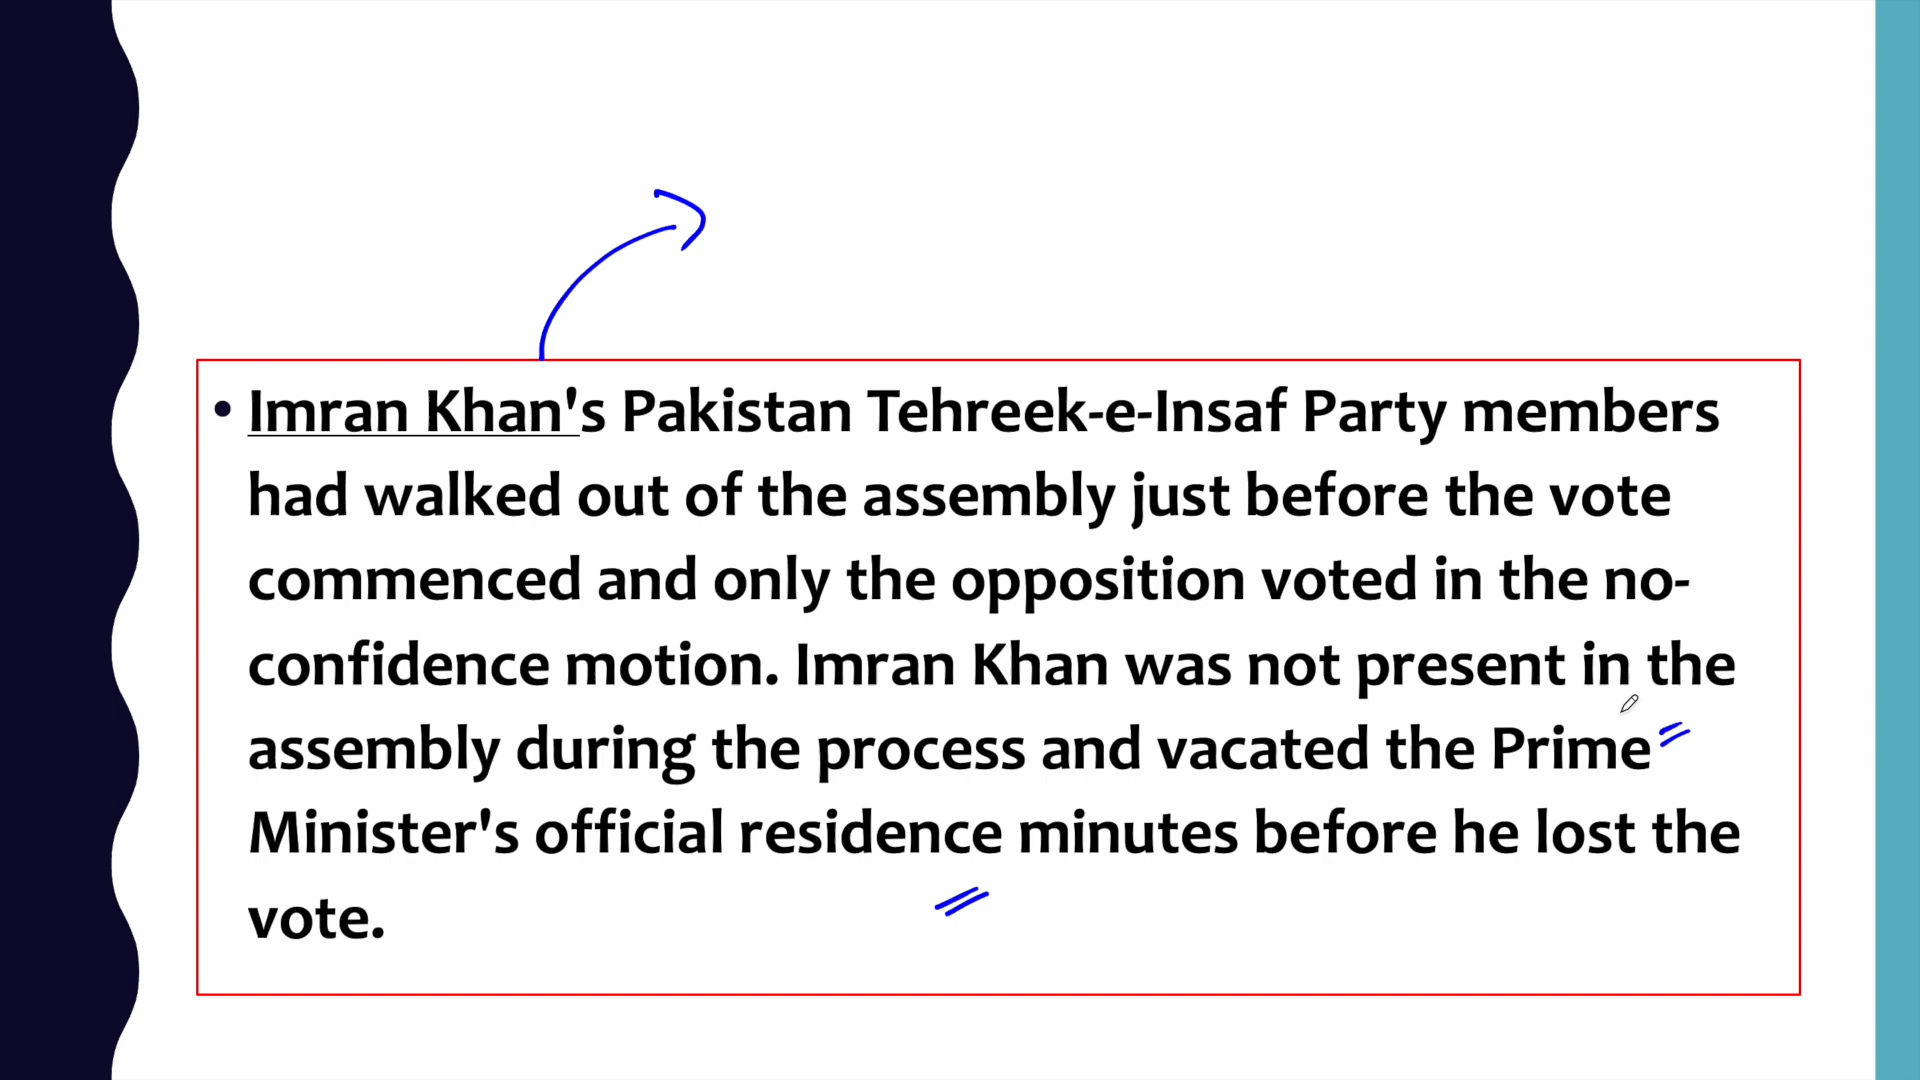 • Imran Khan's Pakistan Tehreek-e-Insaf Party members
had walked out of the assembly just before the vote
commenced and only the opposition voted in the no-
confidence motion. Imran Khan was not present in the
assembly during the process and vacated the Prime
Minister's official residence minutes before he lost the
vote.